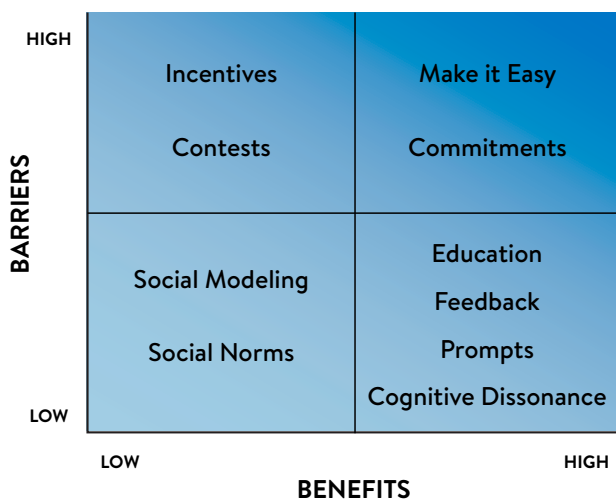 HIGH
BARRIERS
LOW
Incentives
Contests
Make it Easy
Commitments
Social Modeling
Social Norms
Education
Feedback
Prompts
Cognitive Dissonance
LOW
HIGH
BENEFITS